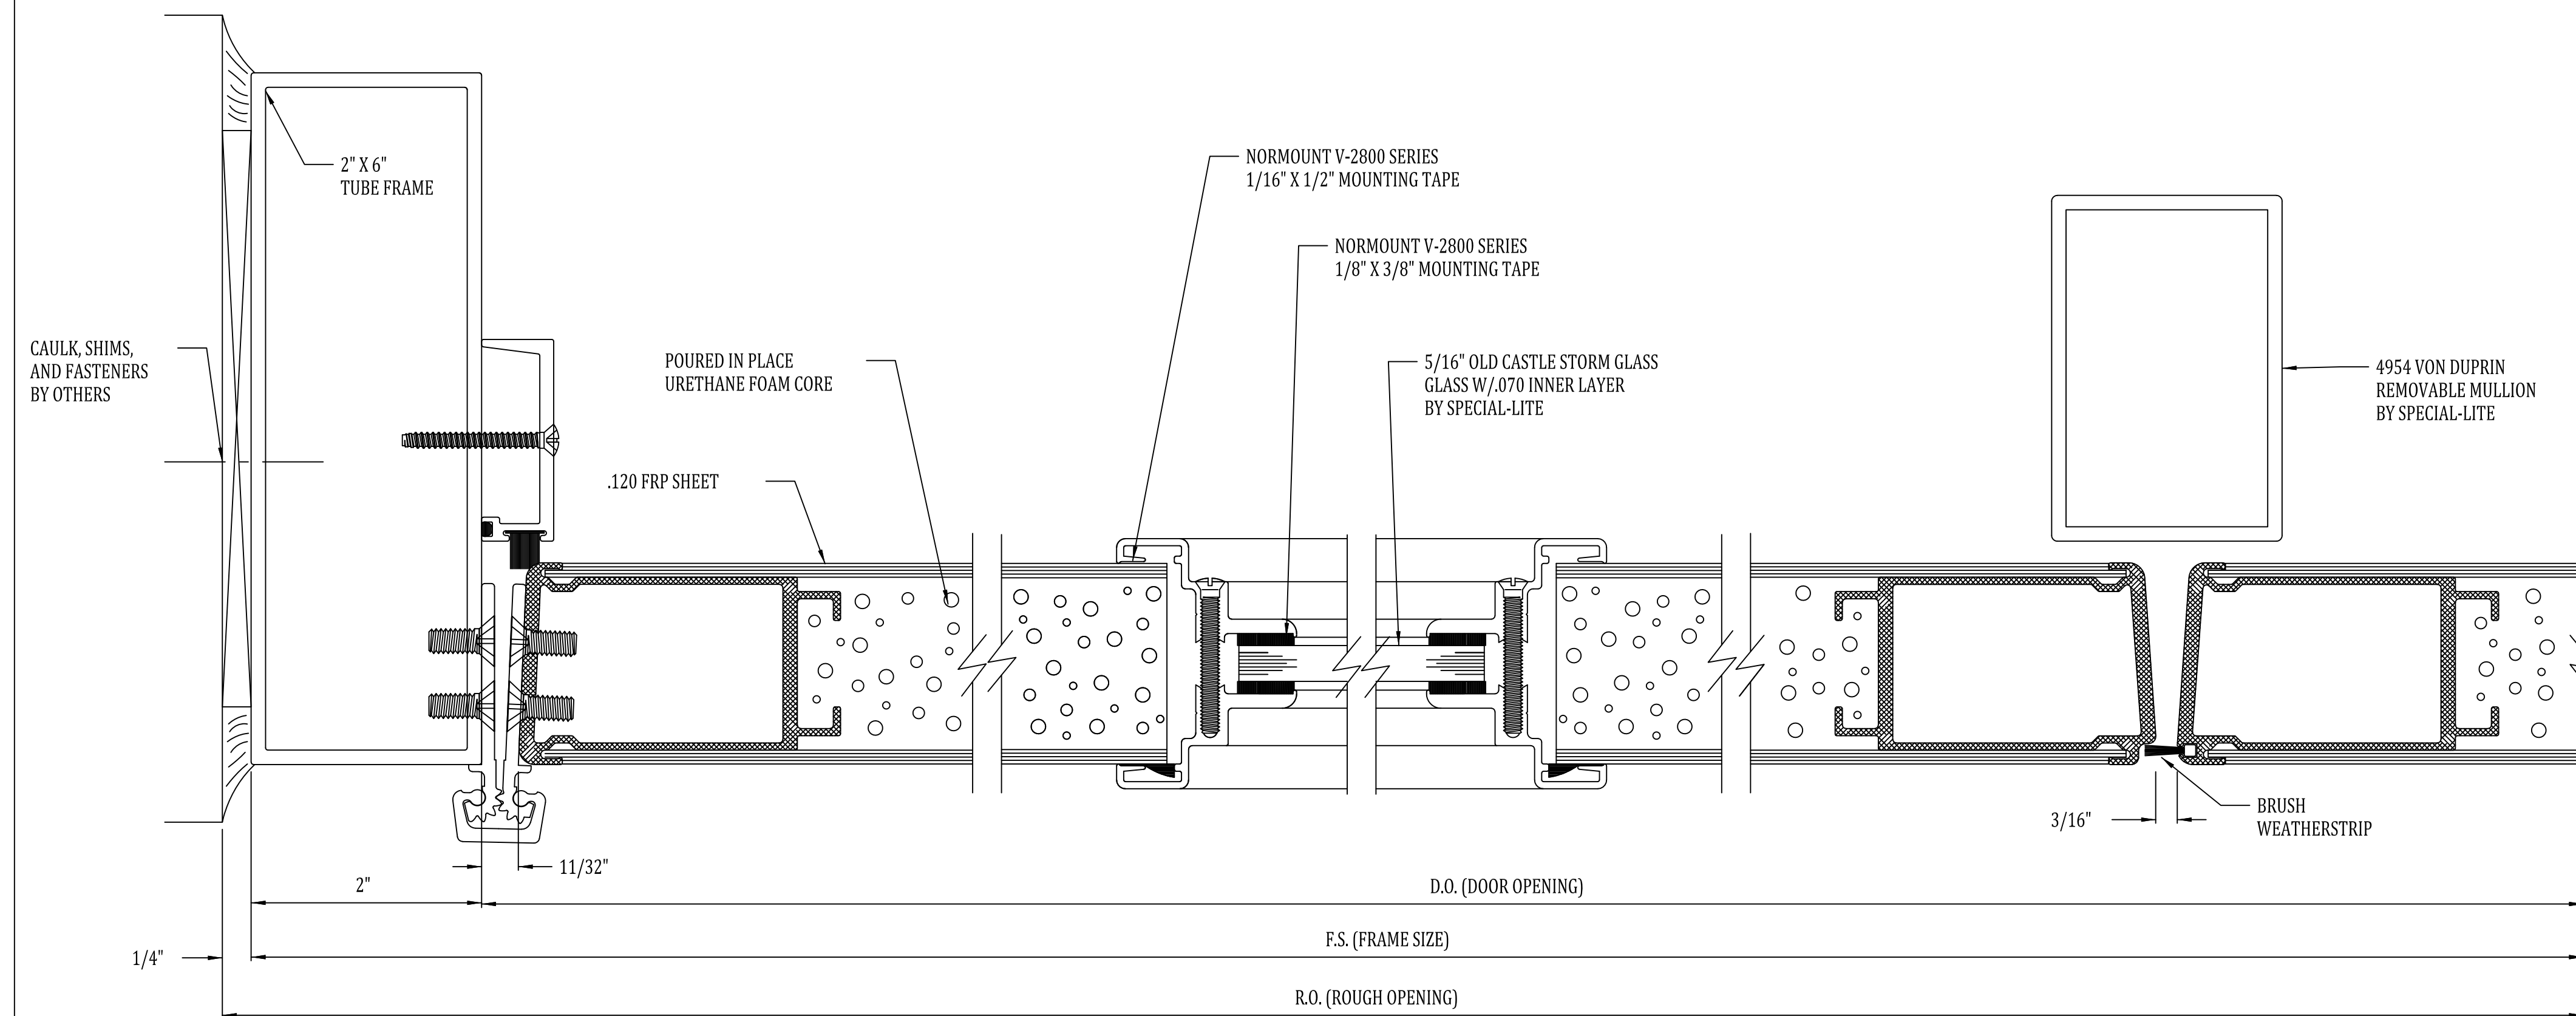 2" X 6"
TUBE FRAME
NORMOUNT V-2800 SERIES
1/16" X 1/2" MOUNTING TAPE
NORMOUNT V-2800 SERIES
1/8" X 3/8" MOUNTING TAPE
CAULK, SHIMS,
AND FASTENERS
BY OTHERS
POURED IN PLACE
URETHANE FOAM CORE
5/16" OLD CASTLE STORM GLASS
GLASS W/.070 INNER LAYER
BY SPECIAL-LITE
4954 VON DUPRIN
REMOVABLE MULLION
BY SPECIAL-LITE
.120 FRP SHEET
3/16"
BRUSH
WEATHERSTRIP
11/32"
2"
D.O. (DOOR OPENING)
F.S. (FRAME SIZE)
1/4"
R.O. (ROUGH OPENING)